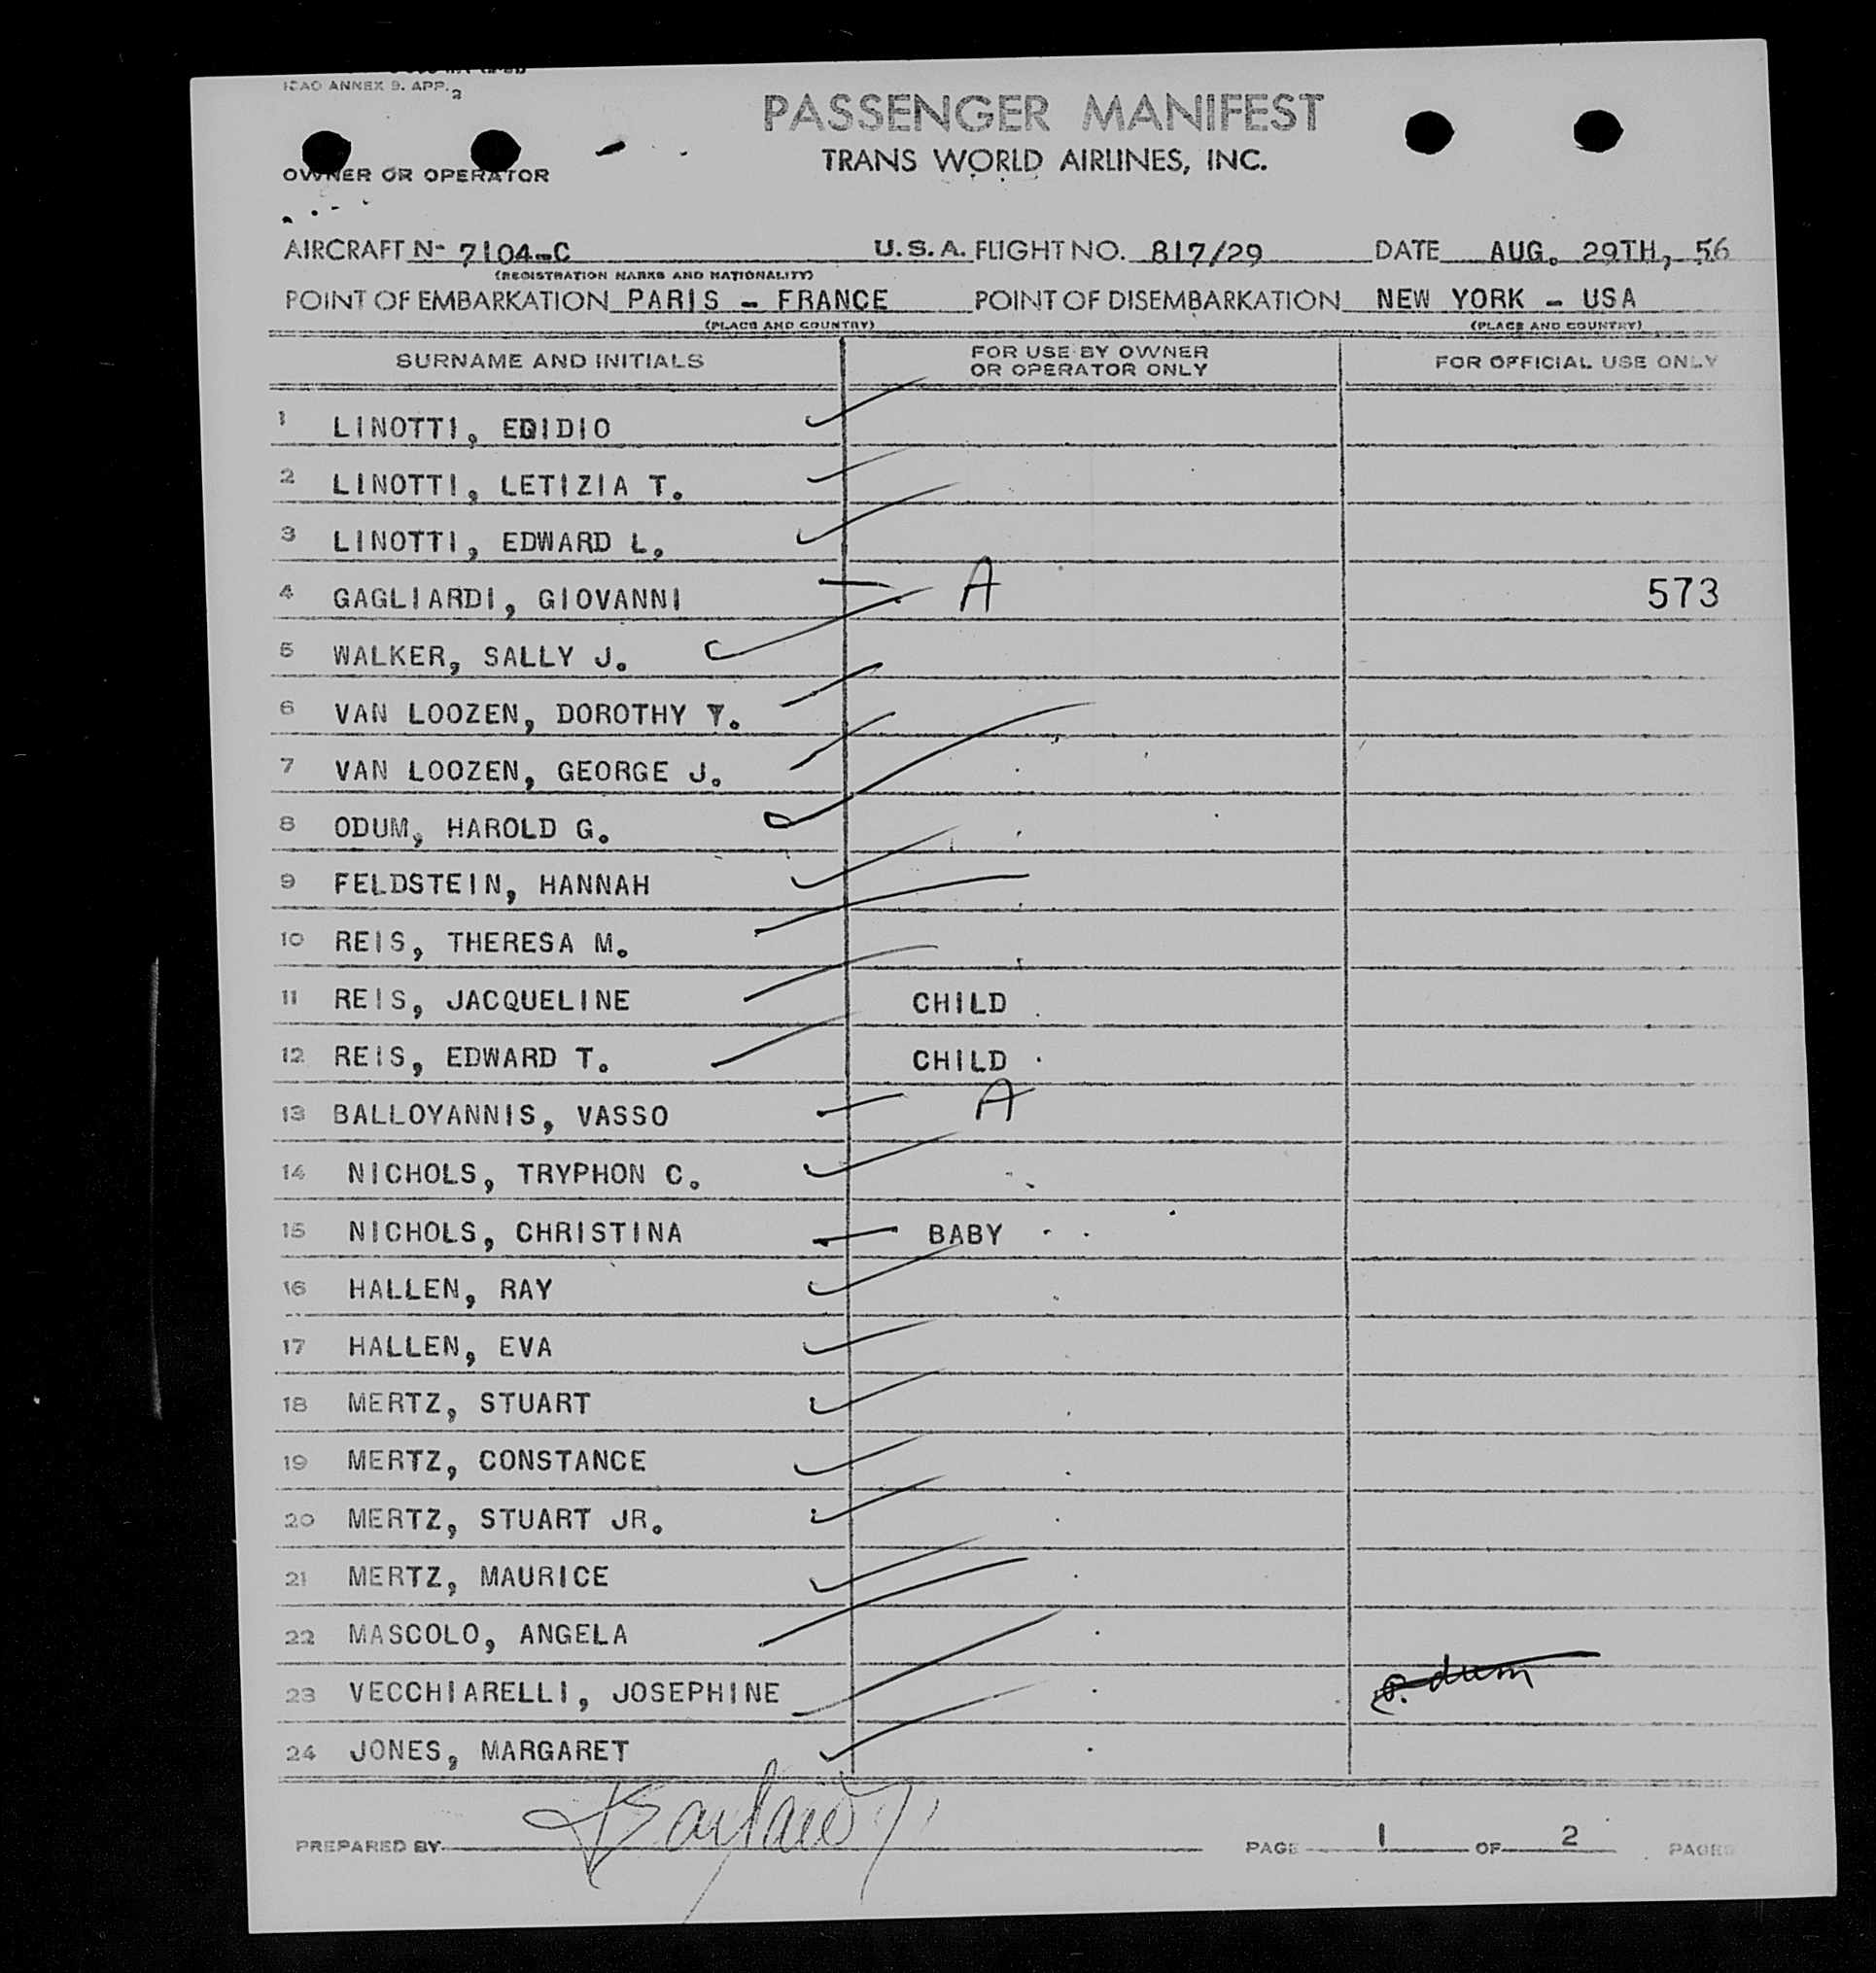 ICAO ANNEX 9. APP. 2
PASSENGER MANIFEST
TRANS WORLD AIRLINES, INC.
OWNER OR OPERATOR
AIRCRAFT N- 7104-C U.S.A. FLIGHT NO. 817/29 DATE AUG. 29TH, 56
(REGISTRATION MARKS AND NATIONALITY)
POINT OF EMBARKATION PARIS - FRANCE POINT OF DISEMBARKATION NEW YORK - USA
(PLACE AND COUNTRY) (PLACE AND COUNTRY)
SURNAME AND INITIALS FOR USE BY OWNER OR OPERATOR ONLY FOR OFFICIAL USE ONLY
1 LINOTTI, EGIDIO
2 LINOTTI, LETIZIA T.
3 LINOTTI, EDWARD L.
4 GAGLIARDI, GIOVANNI A 573
5 WALKER, SALLY J.
6 VAN LOOZEN, DOROTHY T.
7 VAN LOOZEN, GEORGE J.
8 ODUM, HAROLD G.
9 FELDSTEIN, HANNAH
10 REIS, THERESA M.
11 REIS, JACQUELINE CHILD
12 REIS, EDWARD T. CHILD
13 BALLOYANNIS, VASSO A
14 NICHOLS, TRYPHON C.
15 NICHOLS, CHRISTINA BABY
16 HALLEN, RAY
17 HALLEN, EVA
18 MERTZ, STUART
19 MERTZ, CONSTANCE
20 MERTZ, STUART JR.
21 MERTZ, MAURICE
22 MASCOLO, ANGELA
23 VECCHIARELLI, JOSEPHINE
24 JONES, MARGARET
PREPARED BY PAGE 1 OF 2 PAGES